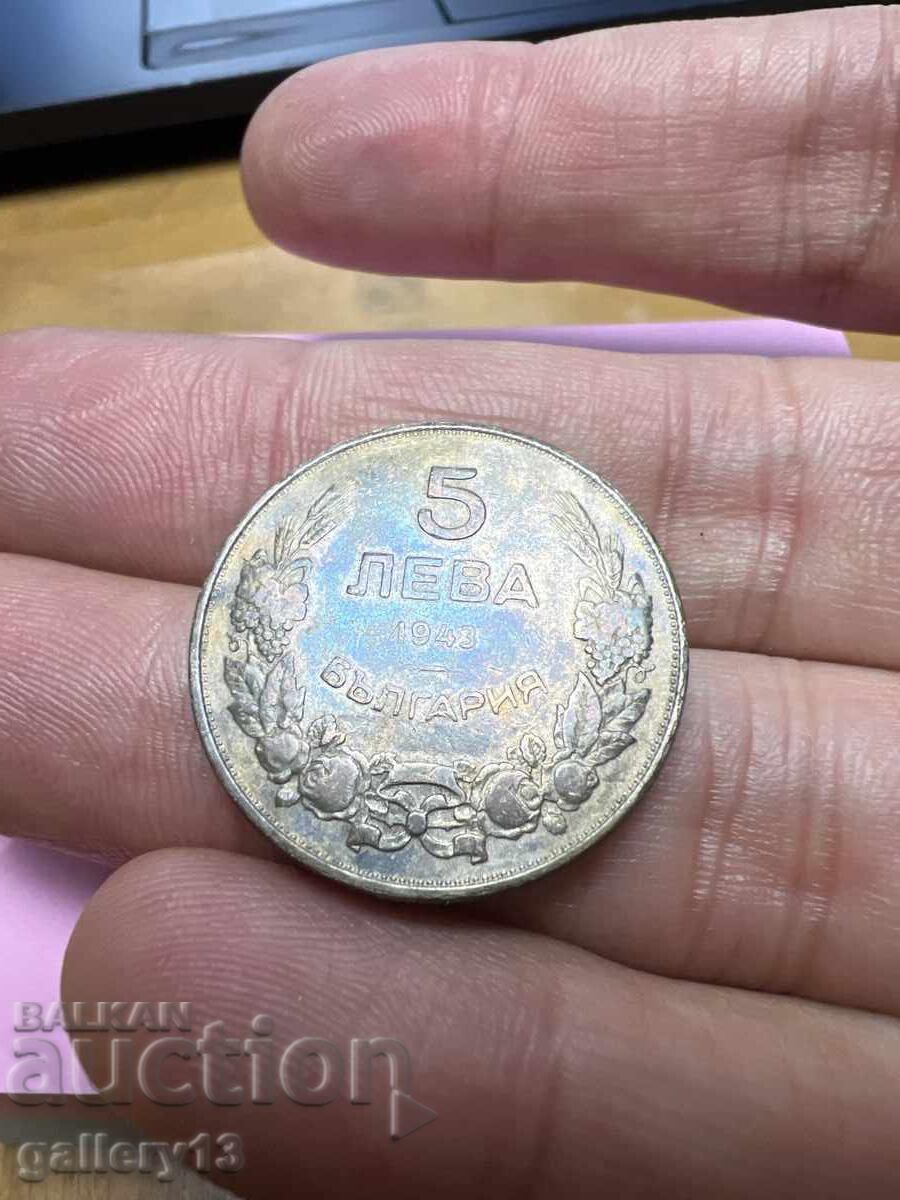 5
ЛЕВА
1943
БЪЛГАРИЯ
BALKAN
auction
gallery13